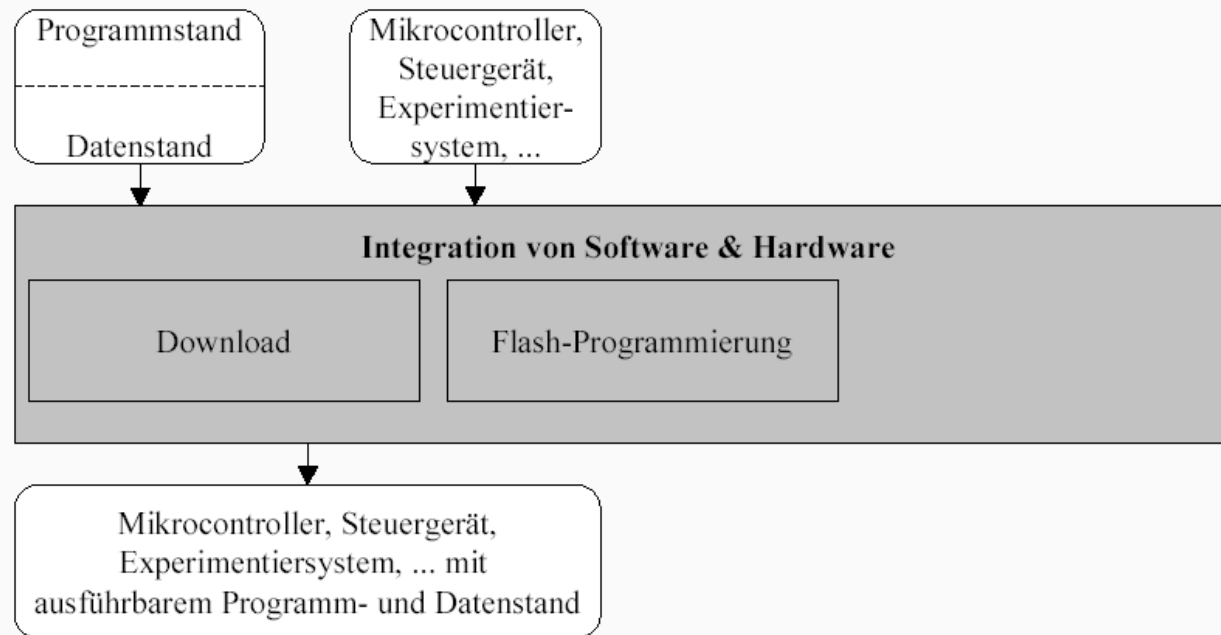 Programmstand
Datenstand
Mikrocontroller,
Steuergerät,
Experimentier-
system, ...
Integration von Software & Hardware
Download
Flash-Programmierung
Mikrocontroller, Steuergerät,
Experimentiersystem, ... mit
ausführbarem Programm- und Datenstand